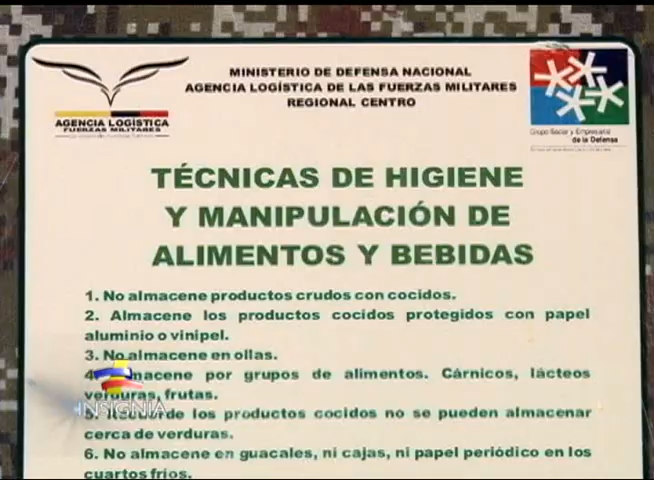 MINISTERIO DE DEFENSA NACIONAL
AGENCIA LOGÍSTICA DE LAS FUERZAS MILITARES
REGIONAL CENTRO
AGENCIA LOGÍSTICA
FUERZAS MILITARES
Grupo Social y Empresarial
de la Defensa
TÉCNICAS DE HIGIENE
Y MANIPULACIÓN DE
ALIMENTOS Y BEBIDAS
1. No almacene productos crudos con cocidos.
2. Almacene los productos cocidos protegidos con papel
aluminio o vinipel.
3. No almacene en ollas.
4. Almacene por grupos de alimentos. Cárnicos, lácteos
verduras, frutas.
5. Recuerde los productos cocidos no se pueden almacenar
cerca de verduras.
6. No almacene en guacales, ni cajas, ni papel periódico en los
cuartos fríos.
INSIGNIA